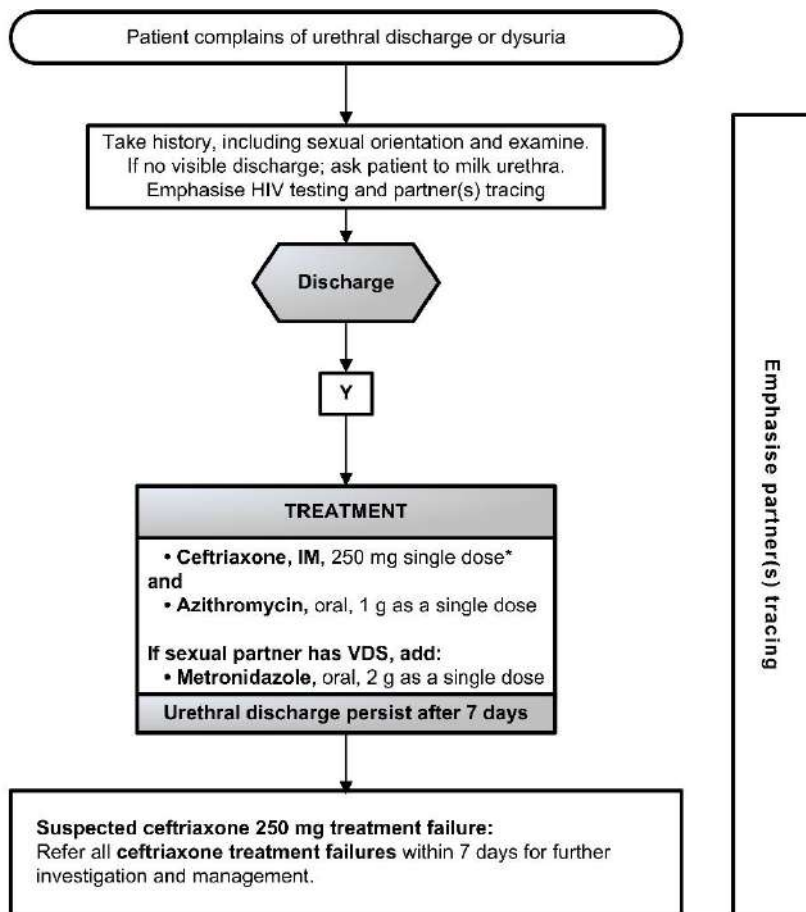 Patient complains of urethral discharge or dysuria
Take history, including sexual orientation and examine.
If no visible discharge; ask patient to milk urethra.
Emphasise HIV testing and partner(s) tracing
Discharge
Y
TREATMENT
• Ceftriaxone, IM, 250 mg single dose*
and
• Azithromycin, oral, 1 g as a single dose
If sexual partner has VDS, add:
• Metronidazole, oral, 2 g as a single dose
Urethral discharge persist after 7 days
Suspected ceftriaxone 250 mg treatment failure:
Refer all ceftriaxone treatment failures within 7 days for further
investigation and management.
Emphasise partner(s) tracing